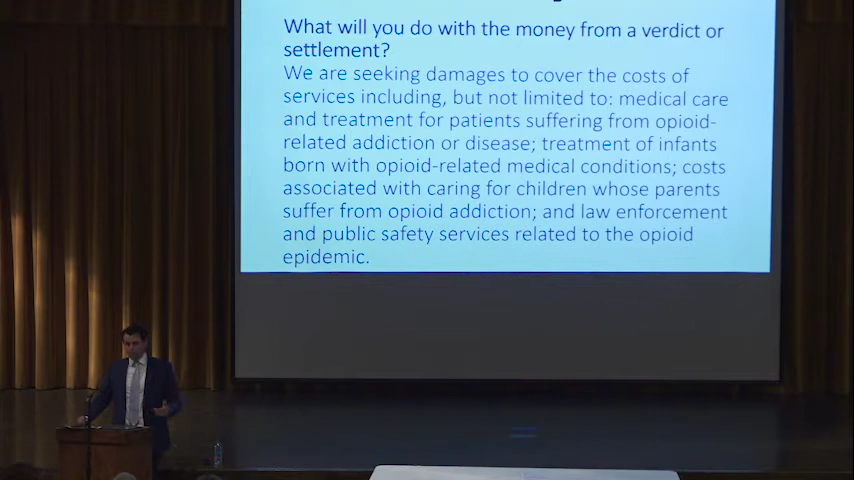 What will you do with the money from a verdict or
settlement?
We are seeking damages to cover the costs of
services including, but not limited to: medical care
and treatment for patients suffering from opioid-
related addiction or disease; treatment of infants
born with opioid-related medical conditions; costs
associated with caring for children whose parents
suffer from opioid addiction; and law enforcement
and public safety services related to the opioid
epidemic.